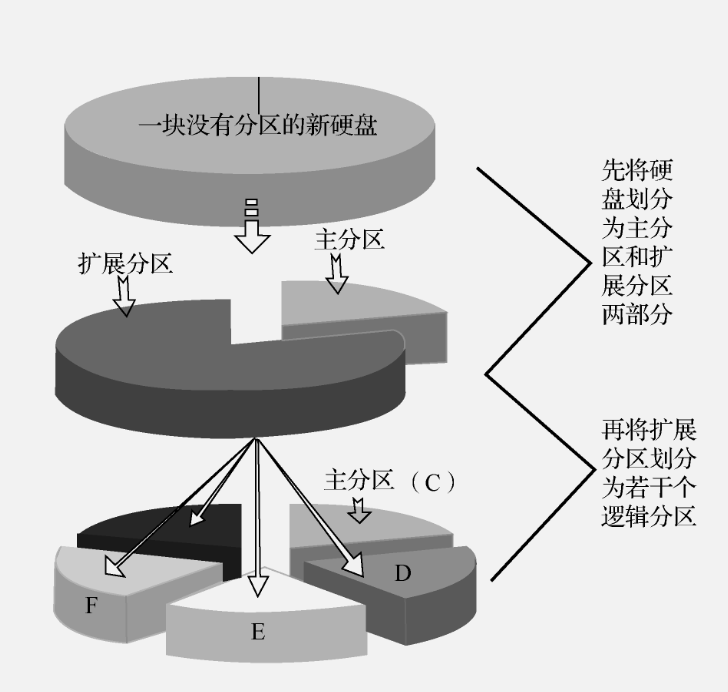 一块没有分区的新硬盘
主分区
扩展分区
先将硬
盘划分
为主分
区和扩
展分区
两部分
再将扩展
分区划分
为若干个
逻辑分区
主分区（C）
D
F
E